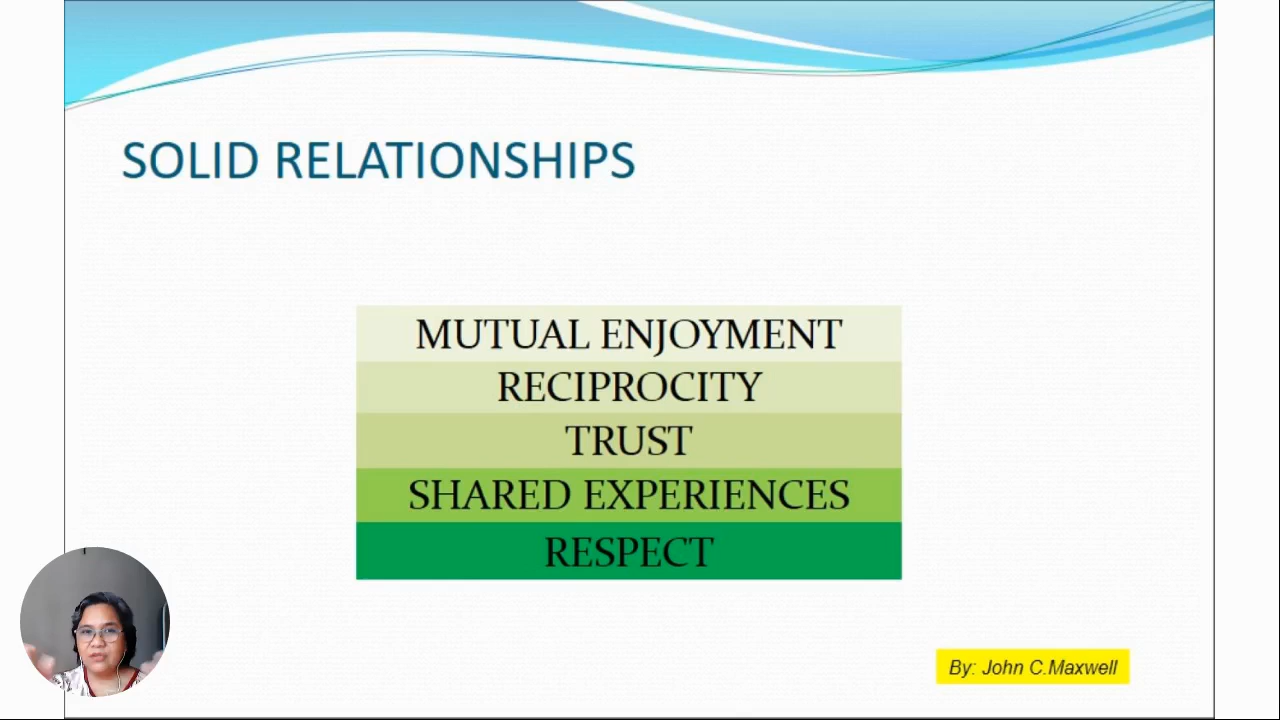 SOLID RELATIONSHIPS
MUTUAL ENJOYMENT
RECIPROCITY
TRUST
SHARED EXPERIENCES
RESPECT
By: John C.Maxwell